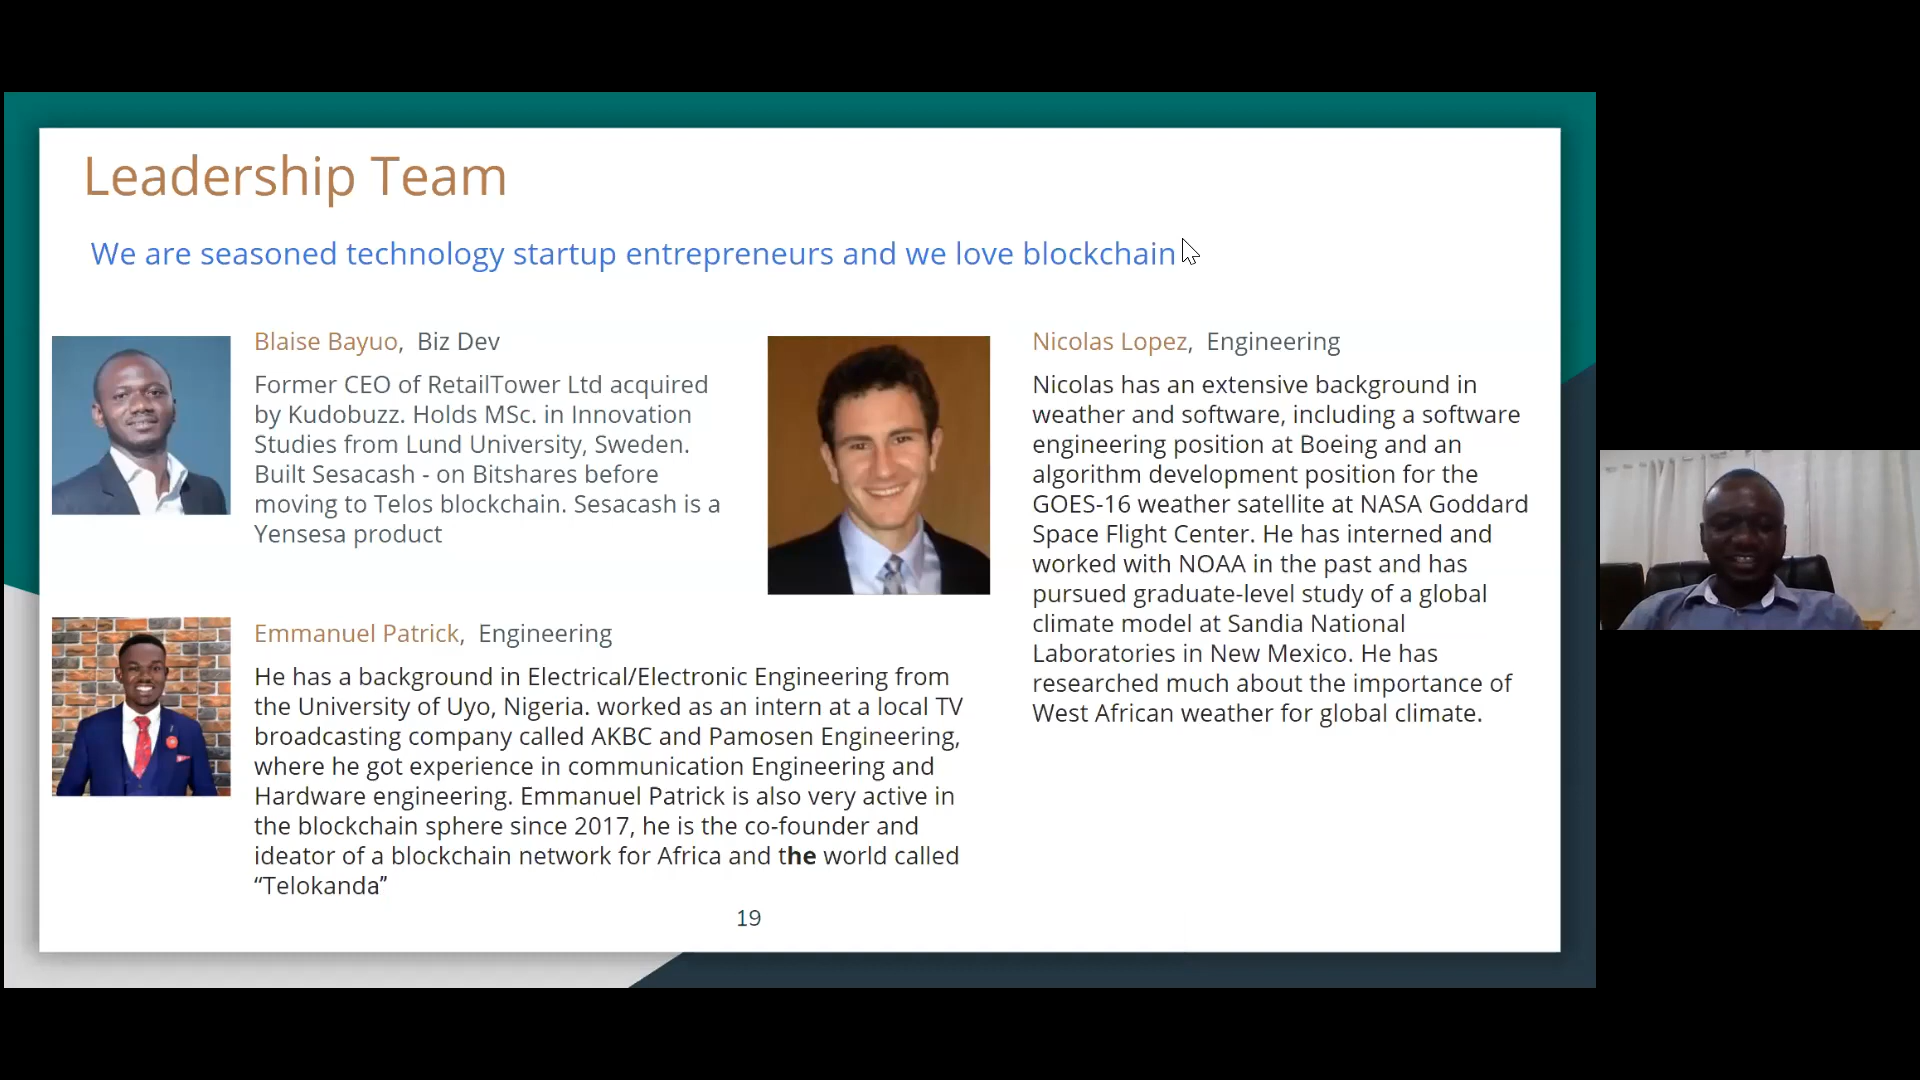 Leadership Team
We are seasoned technology startup entrepreneurs and we love blockchain
Blaise Bayuo,  Biz Dev
Former CEO of RetailTower Ltd acquired
by Kudobuzz. Holds MSc. in Innovation
Studies from Lund University, Sweden.
Built Sesacash - on Bitshares before
moving to Telos blockchain. Sesacash is a
Yensesa product
Emmanuel Patrick,  Engineering
He has a background in Electrical/Electronic Engineering from
the University of Uyo, Nigeria. worked as an intern at a local TV
broadcasting company called AKBC and Pamosen Engineering,
where he got experience in communication Engineering and
Hardware engineering. Emmanuel Patrick is also very active in
the blockchain sphere since 2017, he is the co-founder and
ideator of a blockchain network for Africa and the world called
“Telokanda”
Nicolas Lopez,  Engineering
Nicolas has an extensive background in
weather and software, including a software
engineering position at Boeing and an
algorithm development position for the
GOES-16 weather satellite at NASA Goddard
Space Flight Center. He has interned and
worked with NOAA in the past and has
pursued graduate-level study of a global
climate model at Sandia National
Laboratories in New Mexico. He has
researched much about the importance of
West African weather for global climate.
19